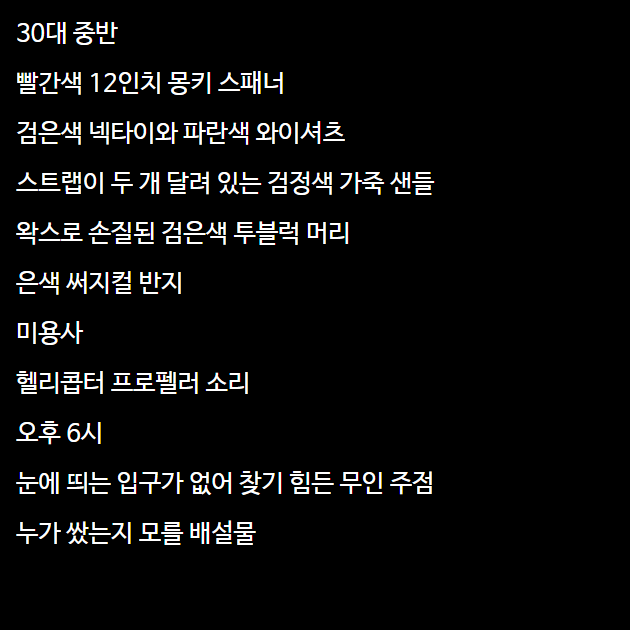 30대 중반
빨간색 12인치 몽키 스패너
검은색 넥타이와 파란색 와이셔츠
스트랩이 두 개 달려 있는 검정색 가죽 샌들
왁스로 손질된 검은색 투블럭 머리
은색 써지컬 반지
미용사
헬리콥터 프로펠러 소리
오후 6시
눈에 띄는 입구가 없어 찾기 힘든 무인 주점
누가 쌌는지 모를 배설물